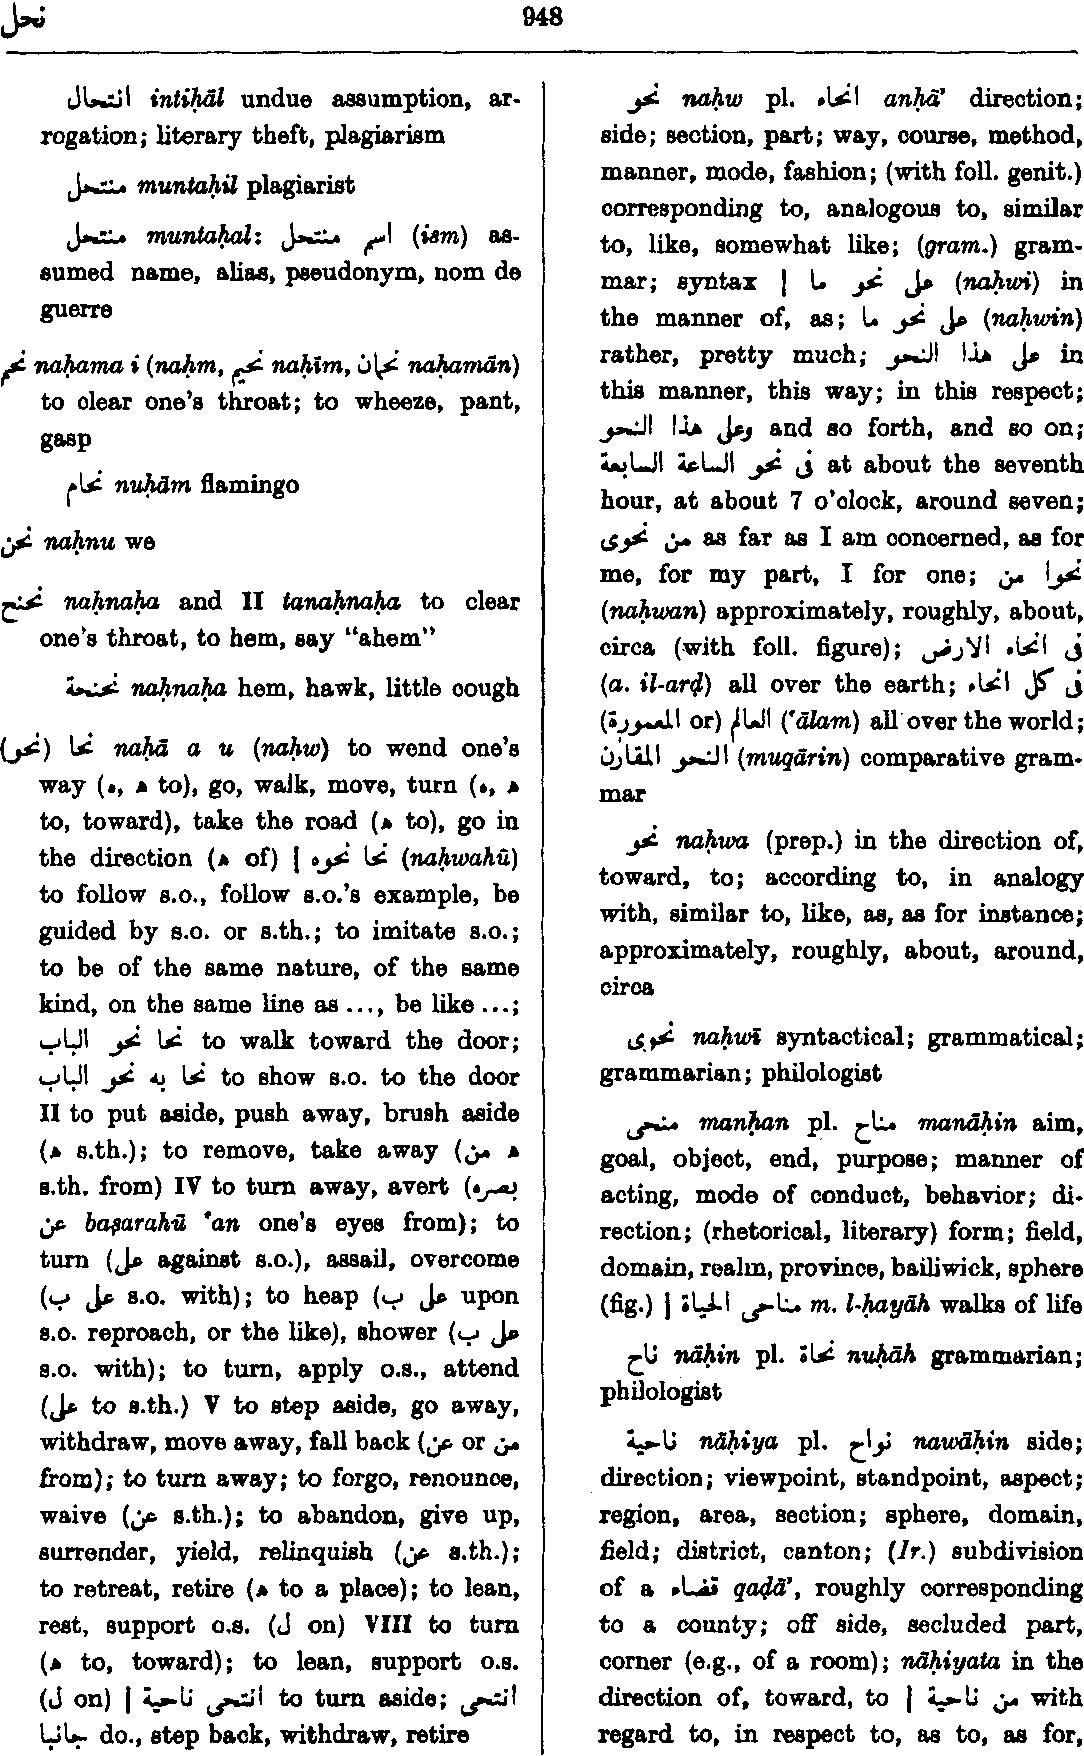 نحل
948
انتحال intiḥāl undue assumption, ar-
rogation; literary theft, plagiarism
منتحل muntaḥil plagiarist
منتحل muntaḥal: اسم منتحل (ism) as-
sumed name, alias, pseudonym, nom de
guerre
نحم naḥama i (naḥm, نحيم naḥīm, نحمان naḥamān)
to clear one's throat; to wheeze, pant,
gasp
نحام nuḥām flamingo
نحن naḥnu we
نحنح naḥnaḥa and II tanaḥnaḥa to clear
one's throat, to hem, say "ahem"
نحنحة naḥnaḥa hem, hawk, little cough
(نحو) نحا naḥā a u (naḥw) to wend one's
way (ه, ھ to), go, walk, move, turn (ه, ھ
to, toward), take the road (ھ to), go in
the direction (ھ of) | نحا نحوه (naḥwahū)
to follow s.o., follow s.o.'s example, be
guided by s.o. or s.th.; to imitate s.o.;
to be of the same nature, of the same
kind, on the same line as ..., be like ...;
نحا نحو الباب to walk toward the door;
نحا به نحو الباب to show s.o. to the door
II to put aside, push away, brush aside
(ھ s.th.); to remove, take away (ھ من
s.th. from) IV to turn away, avert (بصره
عن baṣarahū 'an one's eyes from); to
turn (على against s.o.), assail, overcome
(على ب s.o. with); to heap (على ب upon
s.o. reproach, or the like), shower (على ب
s.o. with); to turn, apply o.s., attend
(على to s.th.) V to step aside, go away,
withdraw, move away, fall back (عن or من
from); to turn away; to forgo, renounce,
waive (عن s.th.); to abandon, give up,
surrender, yield, relinquish (عن s.th.);
to retreat, retire (ھ to a place); to lean,
rest, support o.s. (ل on) VIII to turn
(ھ to, toward); to lean, support o.s.
(ل on) | انتحى ناحية to turn aside; انتحى
جانبا do., step back, withdraw, retire
نحو naḥw pl. انحاء anḥā' direction;
side; section, part; way, course, method,
manner, mode, fashion; (with foll. genit.)
corresponding to, analogous to, similar
to, like, somewhat like; (gram.) gram-
mar; syntax | على نحو ما (naḥwi) in
the manner of, as; على نحو ما (naḥwin)
rather, pretty much; على هذا النحو in
this manner, this way; in this respect;
وعلى هذا النحو and so forth, and so on;
فى نحو الساعة السابعة at about the seventh
hour, at about 7 o'clock, around seven;
من نحوى as far as I am concerned, as for
me, for my part, I for one; نحوا من
(naḥwan) approximately, roughly, about,
circa (with foll. figure); فى انحاء الارض
(a. il-arḍ) all over the earth; فى كل انحاء
(المعمورة or) العالم ('ālam) all over the world;
النحو المقارن (muqārin) comparative gram-
mar
نحو naḥwa (prep.) in the direction of,
toward, to; according to, in analogy
with, similar to, like, as, as for instance;
approximately, roughly, about, around,
circa
نحوى naḥwī syntactical; grammatical;
grammarian; philologist
منحى manḥan pl. مناح manāḥin aim,
goal, object, end, purpose; manner of
acting, mode of conduct, behavior; di-
rection; (rhetorical, literary) form; field,
domain, realm, province, bailiwick, sphere
(fig.) | مناحى الحياة m. l-ḥayāh walks of life
ناح nāḥin pl. نحاة nuḥāh grammarian;
philologist
ناحية nāḥiya pl. نواح nawāḥin side;
direction; viewpoint, standpoint, aspect;
region, area, section; sphere, domain,
field; district, canton; (Ir.) subdivision
of a قضاء qaḍā', roughly corresponding
to a county; off side, secluded part,
corner (e.g., of a room); nāḥiyata in the
direction of, toward, to | من ناحية with
regard to, in respect to, as to, as for,